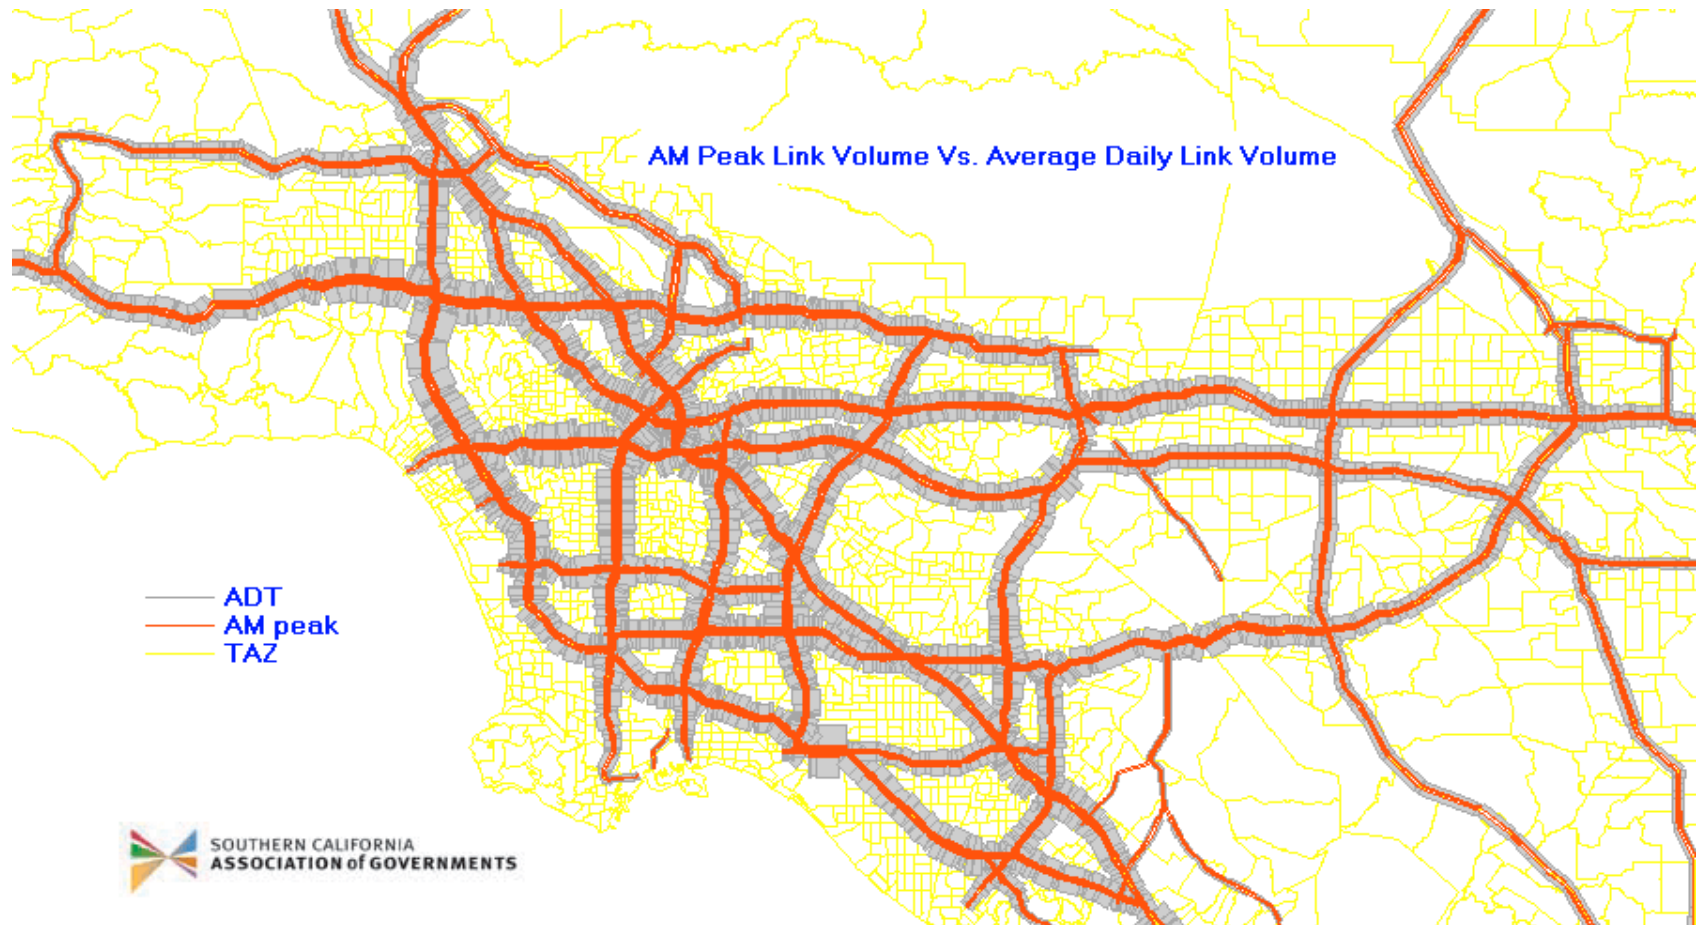 AM Peak Link Volume Vs. Average Daily Link Volume
ADT
AM peak
TAZ
SOUTHERN CALIFORNIA
ASSOCIATION of GOVERNMENTS